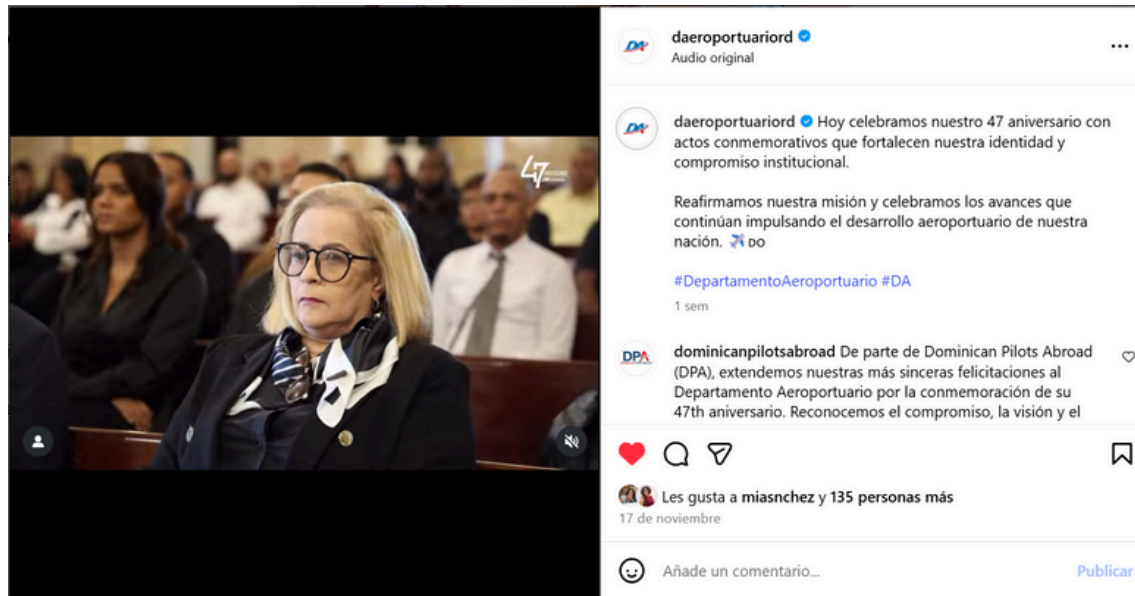 47
daeroportuariord
Audio original
daeroportuariord Hoy celebramos nuestro 47 aniversario con
actos conmemorativos que fortalecen nuestra identidad y
compromiso institucional.
Reafirmamos nuestra misión y celebramos los avances que
continúan impulsando el desarrollo aeroportuario de nuestra
nación. ✈️ DO
#DepartamentoAeroportuario #DA
1 sem
DPA
dominicanpilotsabroad De parte de Dominican Pilots Abroad
(DPA), extendemos nuestras más sinceras felicitaciones al
Departamento Aeroportuario por la conmemoración de su
47th aniversario. Reconocemos el compromiso, la visión y el
Les gusta a miasnchez y 135 personas más
17 de noviembre
Añade un comentario...
Publicar